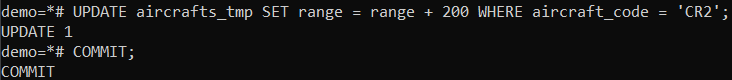 demo=*# UPDATE aircrafts_tmp SET range = range + 200 WHERE aircraft_code = 'CR2';
UPDATE 1
demo=*# COMMIT;
COMMIT